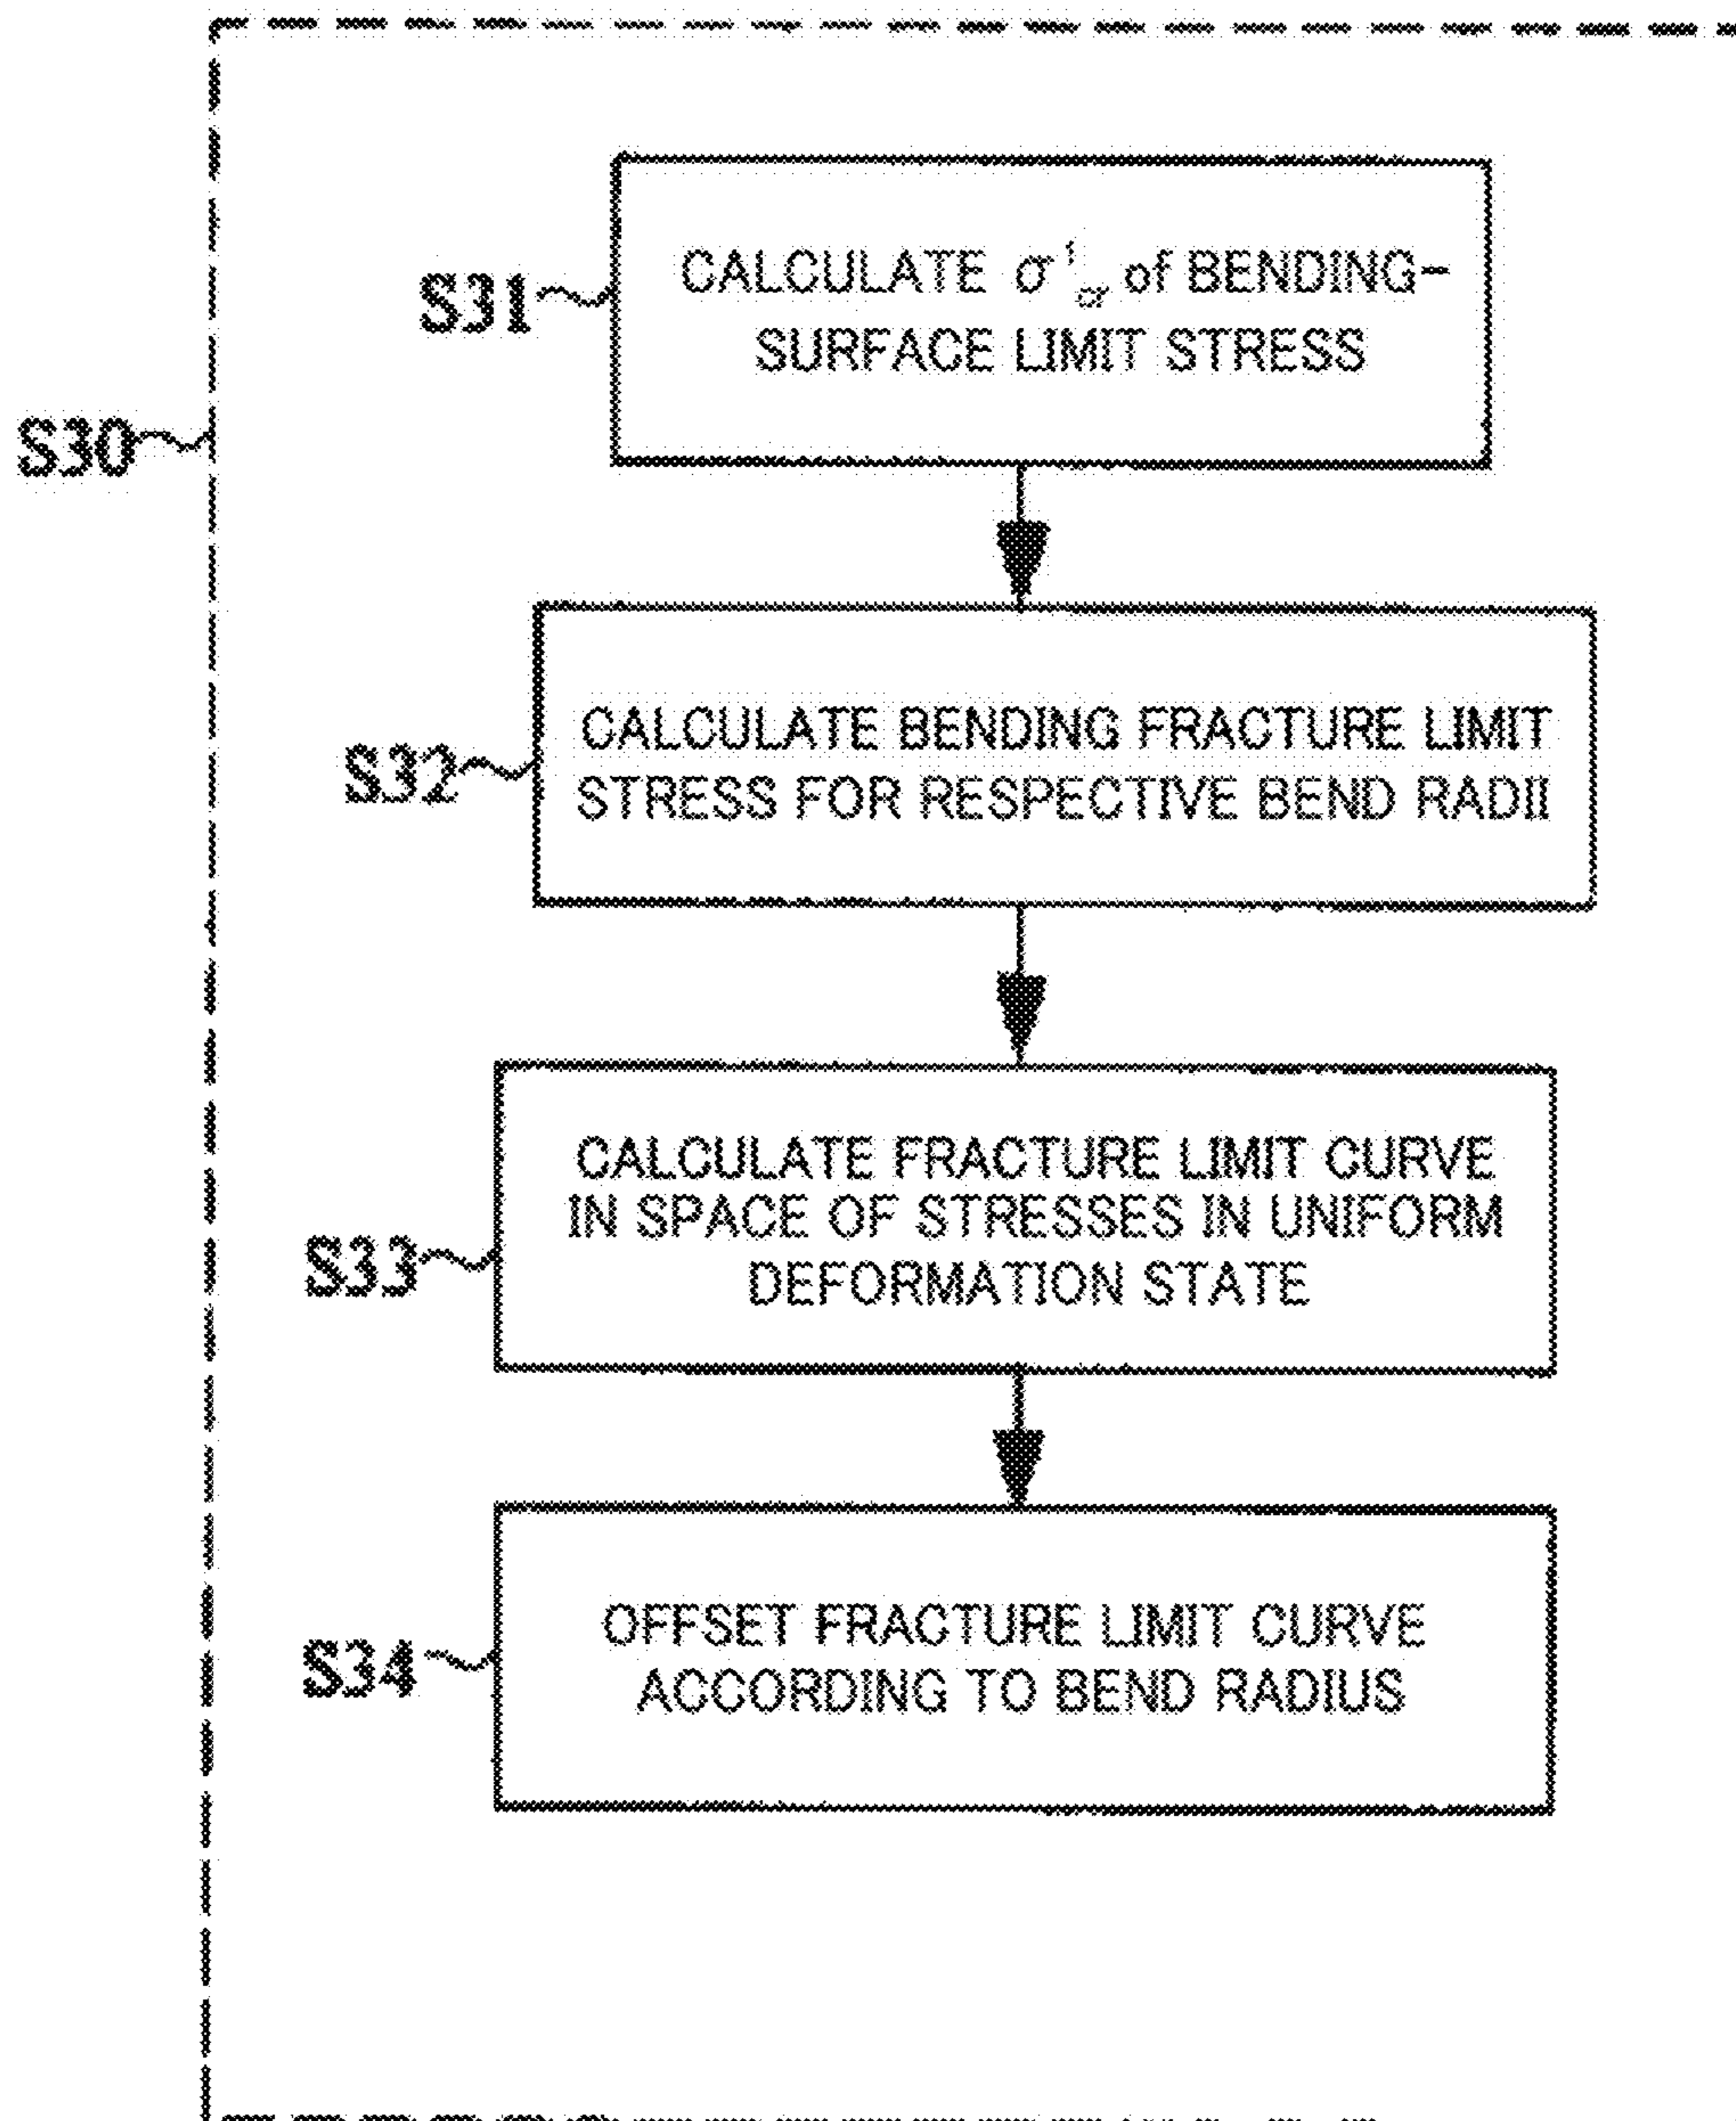 S30
S31
CALCULATE σ¹cr of BENDING-
SURFACE LIMIT STRESS
S32
CALCULATE BENDING FRACTURE LIMIT
STRESS FOR RESPECTIVE BEND RADII
S33
CALCULATE FRACTURE LIMIT CURVE
IN SPACE OF STRESSES IN UNIFORM
DEFORMATION STATE
S34
OFFSET FRACTURE LIMIT CURVE
ACCORDING TO BEND RADIUS